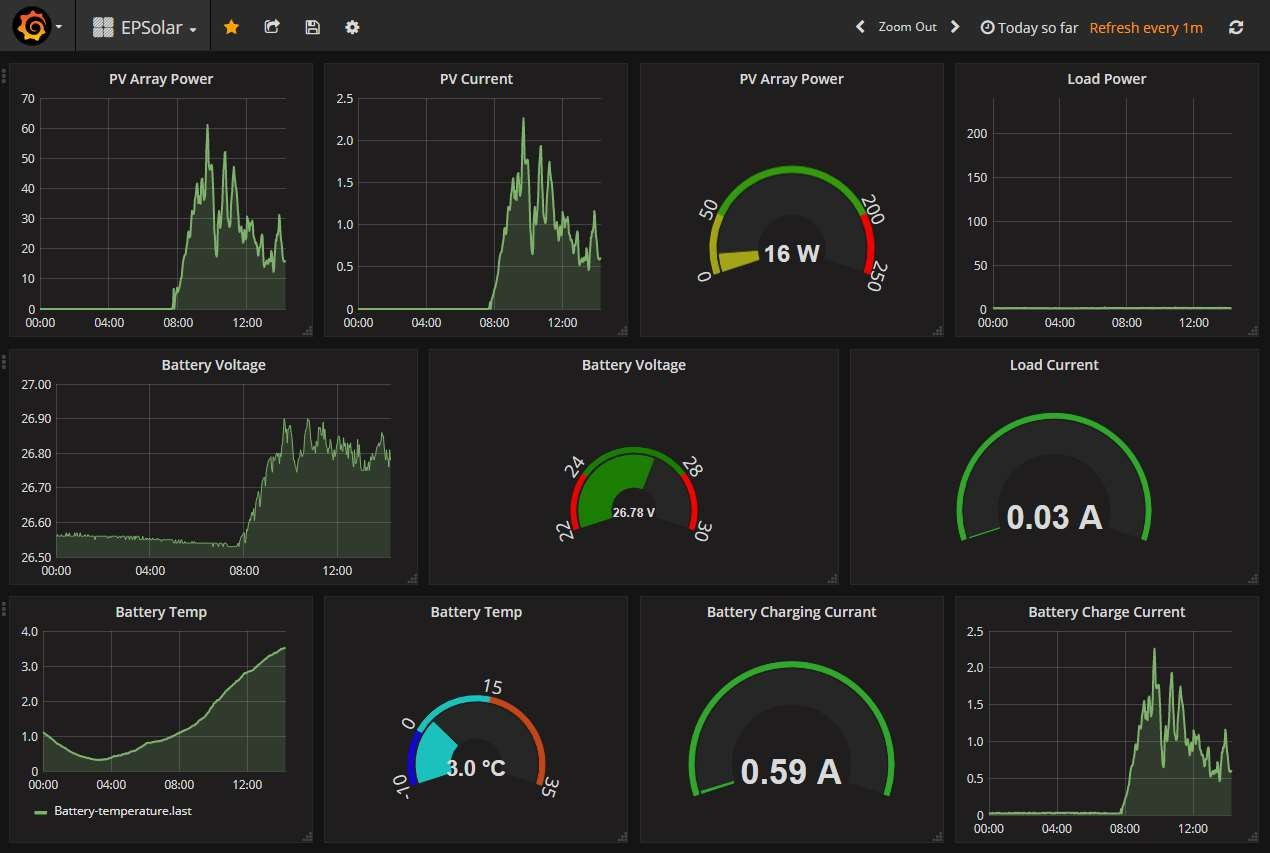 EPSolar
Zoom Out
Today so far
Refresh every 1m
PV Array Power
70
60
50
40
30
20
10
0
00:00 04:00 08:00 12:00
PV Current
2.5
2.0
1.5
1.0
0.5
0
00:00 04:00 08:00 12:00
PV Array Power
0
50
200
250
16 W
Load Power
200
150
100
50
0
00:00 04:00 08:00 12:00
Battery Voltage
27.00
26.90
26.80
26.70
26.60
26.50
00:00 04:00 08:00 12:00
Battery Voltage
22
24
28
30
26.78 V
Load Current
0.03 A
Battery Temp
4.0
3.0
2.0
1.0
0
00:00 04:00 08:00 12:00
Battery-temperature.last
Battery Temp
-10
0
15
35
3.0 °C
Battery Charging Currant
0.59 A
Battery Charge Current
2.5
2.0
1.5
1.0
0.5
0
00:00 04:00 08:00 12:00